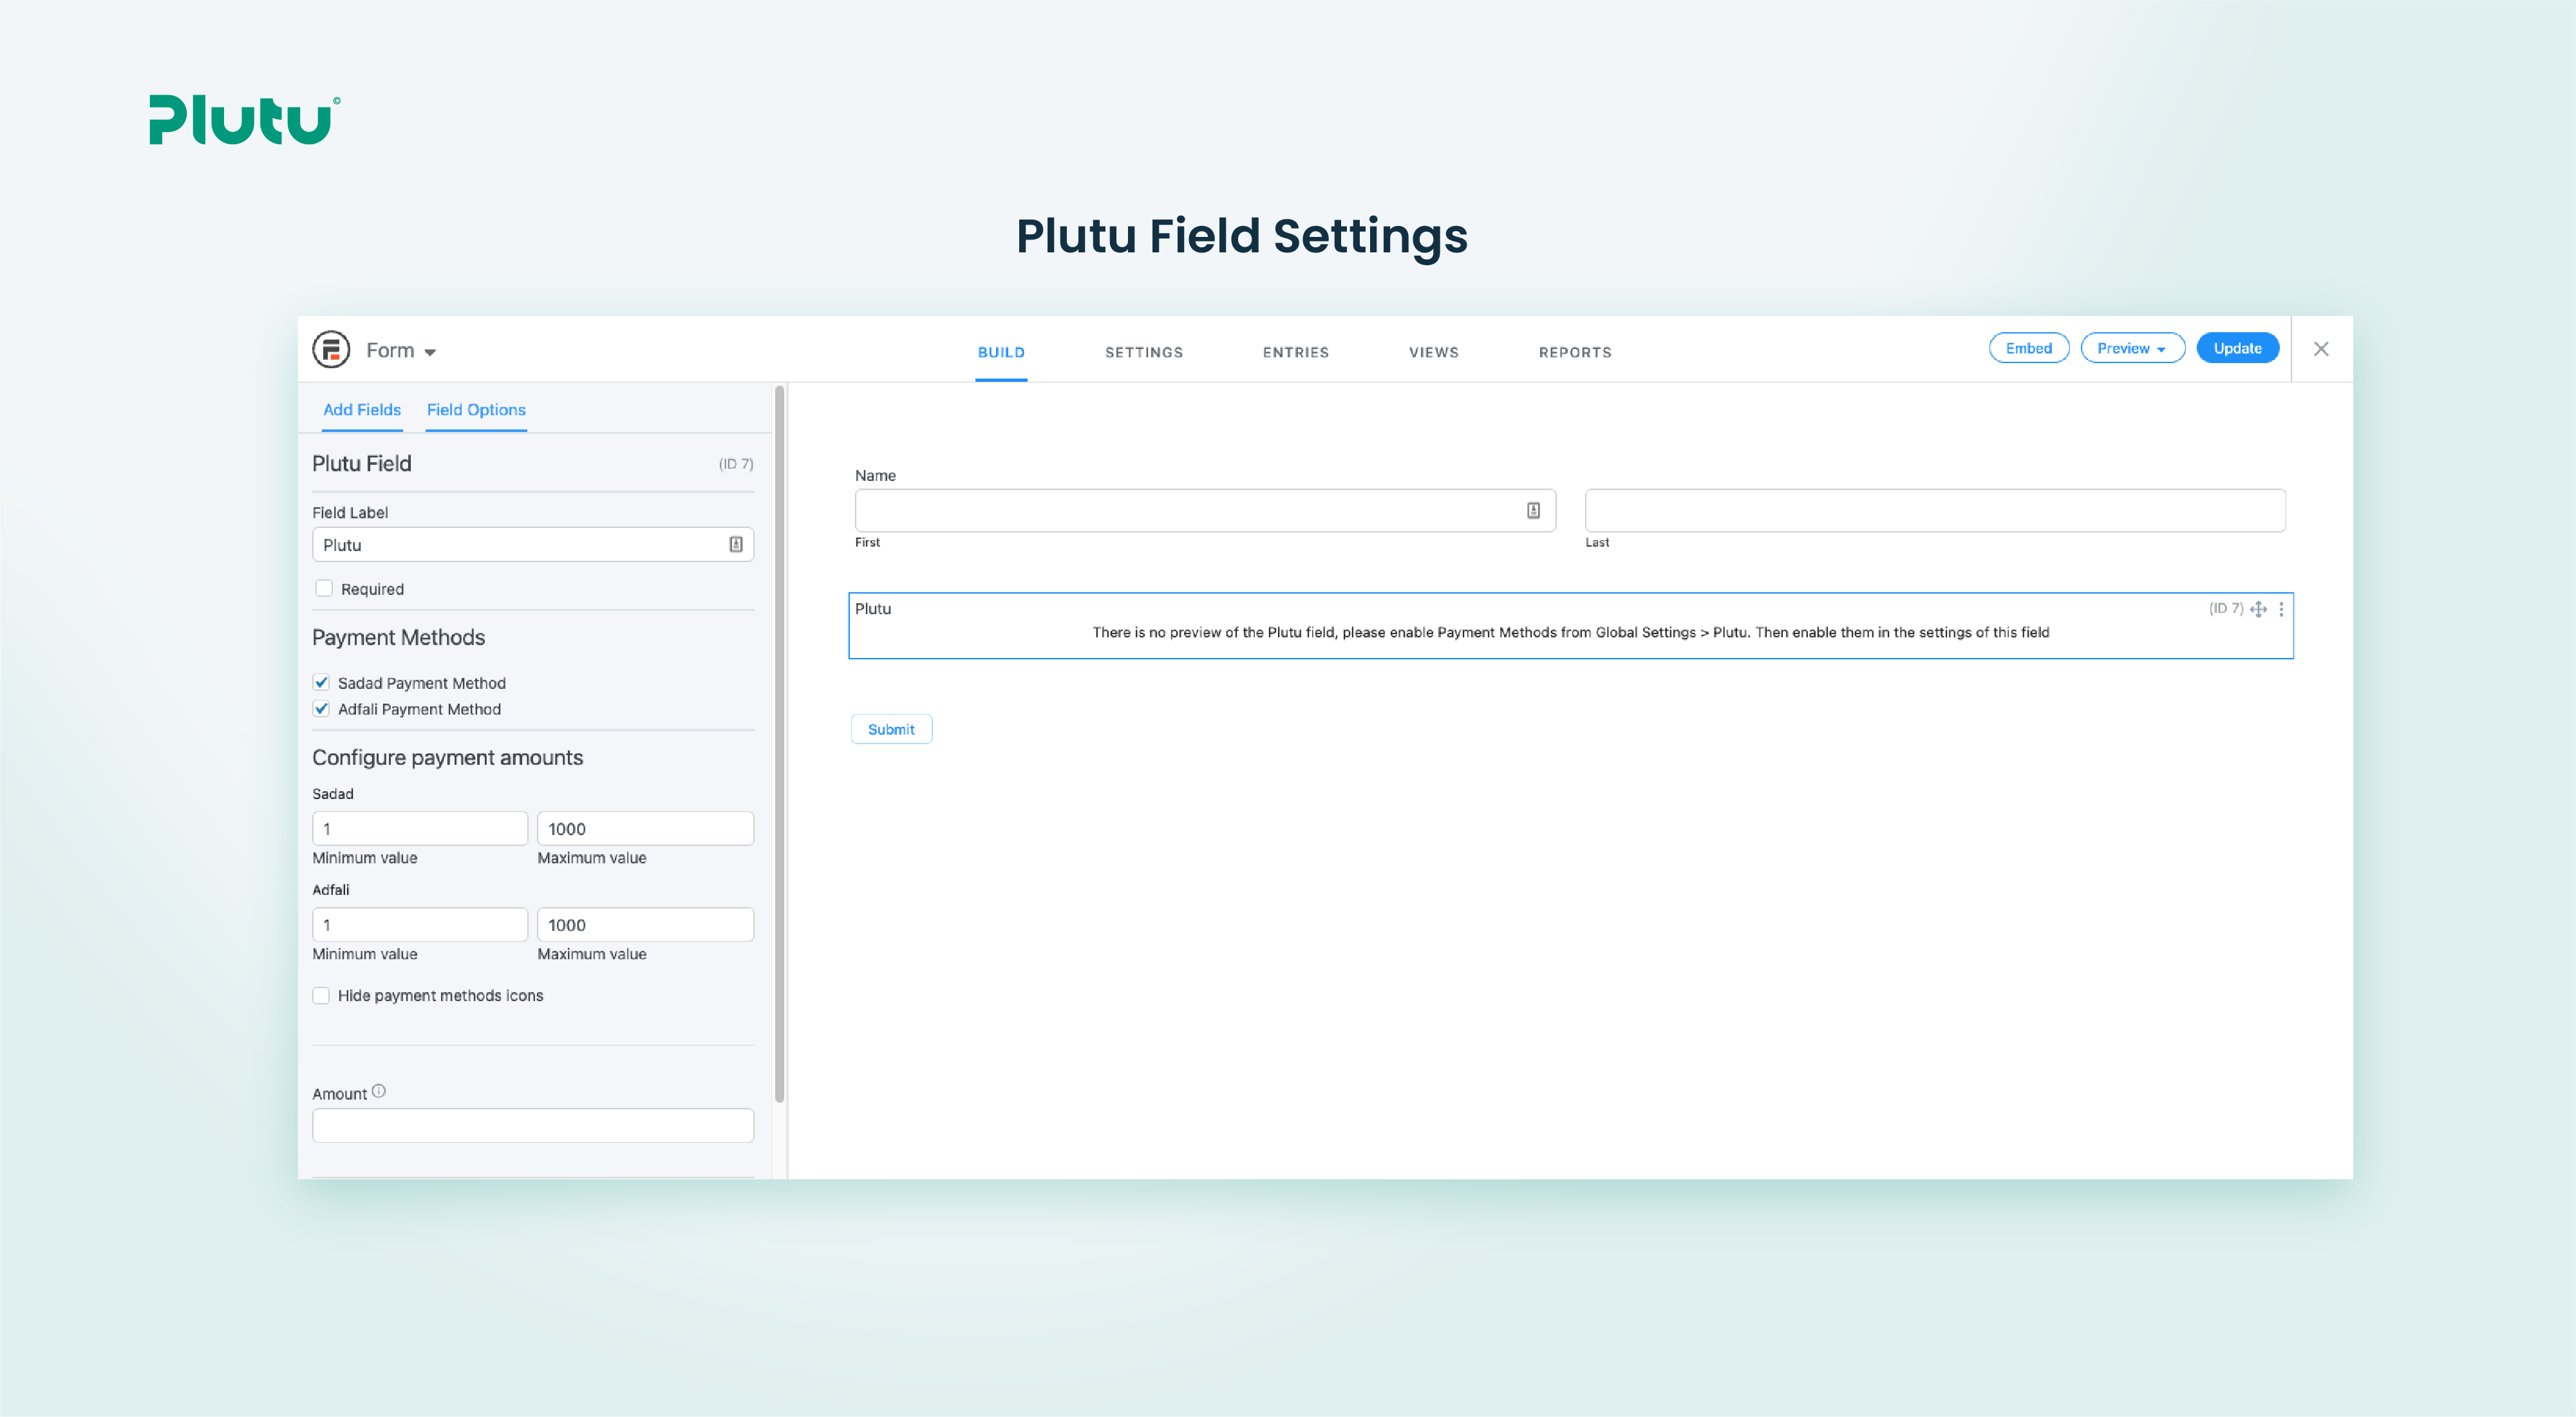 Plutu©
Plutu Field Settings
Form
BUILD
SETTINGS
ENTRIES
VIEWS
REPORTS
Embed
Preview
Update
Add Fields
Field Options
Plutu Field
(ID 7)
Field Label
Plutu
Required
Payment Methods
Sadad Payment Method
Adfali Payment Method
Configure payment amounts
Sadad
1
1000
Minimum value
Maximum value
Adfali
1
1000
Minimum value
Maximum value
Hide payment methods icons
Amount
Name
First
Last
Plutu
(ID 7)
There is no preview of the Plutu field, please enable Payment Methods from Global Settings > Plutu. Then enable them in the settings of this field
Submit